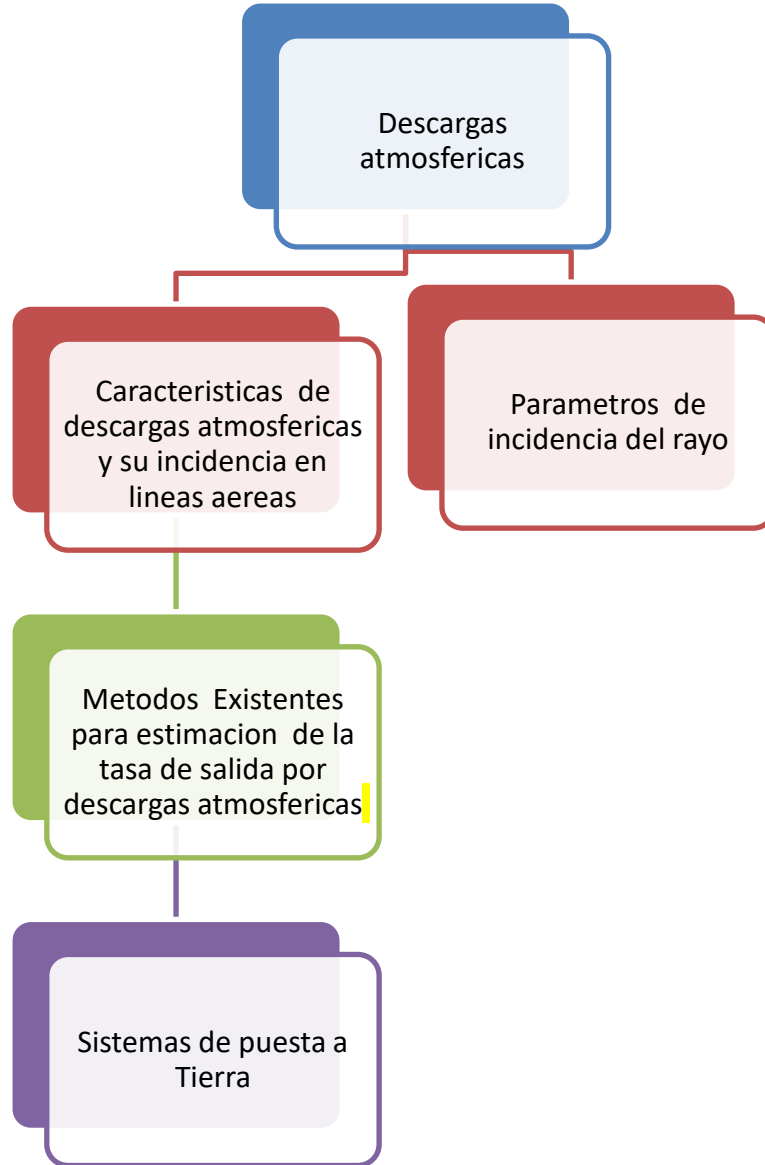 Descargas
atmosfericas
Caracteristicas de
descargas atmosfericas
y su incidencia en
lineas aereas
Parametros de
incidencia del rayo
Metodos Existentes
para estimacion de la
tasa de salida por
descargas atmosfericas
Sistemas de puesta a
Tierra